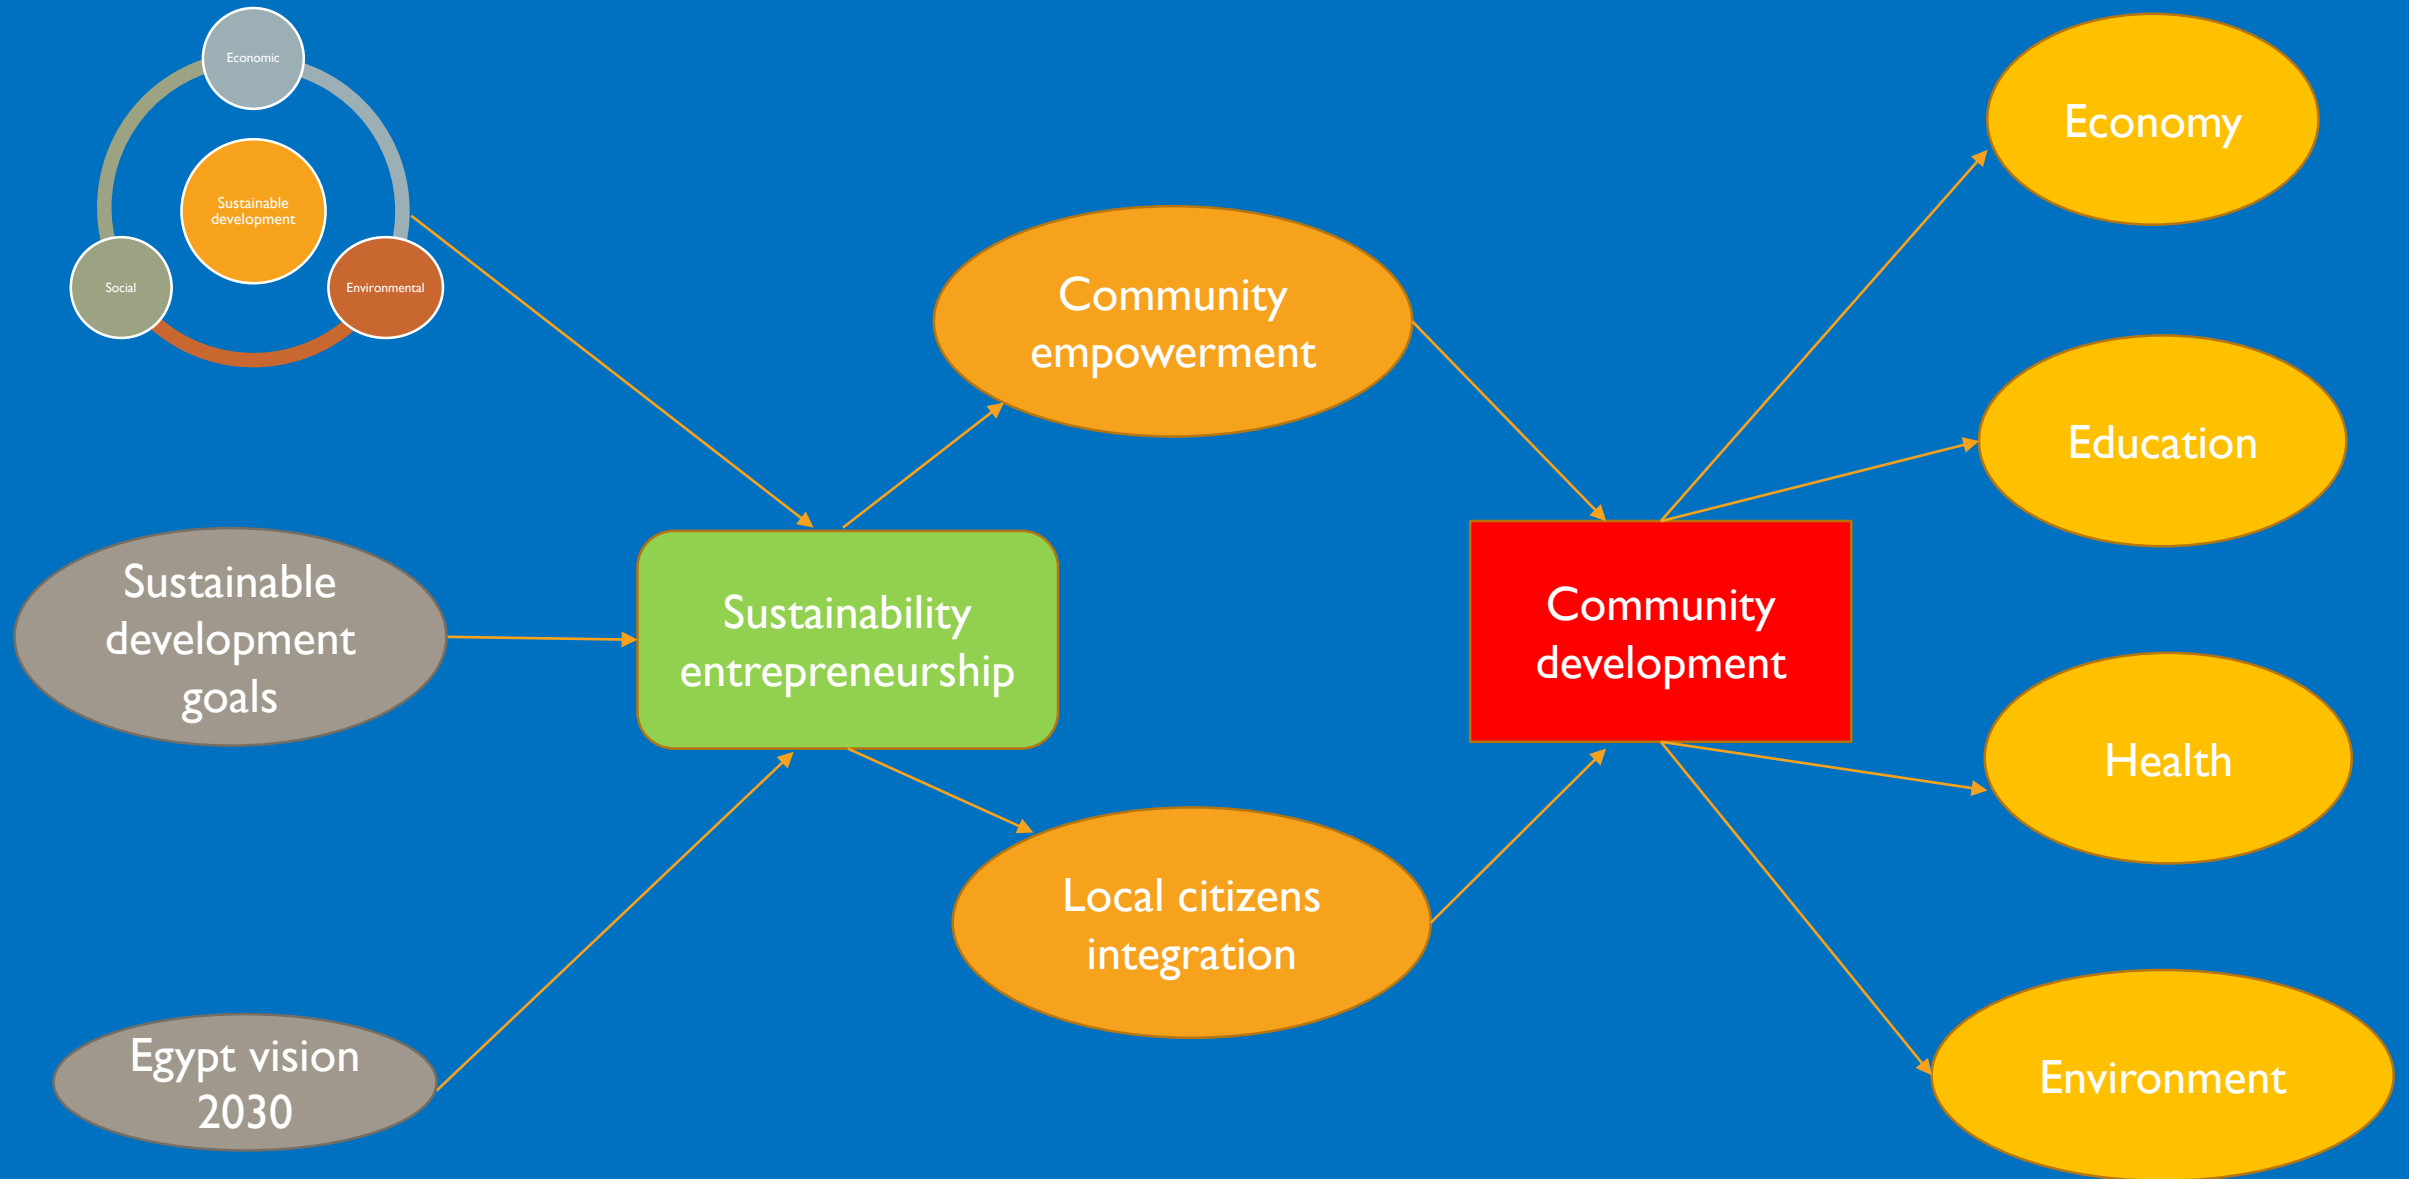 Economic
Sustainable
development
Social
Environmental
Sustainable
development
goals
Egypt vision
2030
Sustainability
entrepreneurship
Community
empowerment
Local citizens
integration
Community
development
Economy
Education
Health
Environment